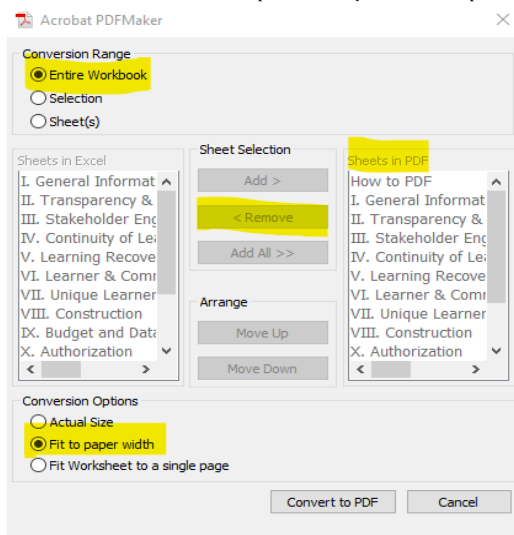 Acrobat PDFMaker
Conversion Range
Entire Workbook
Selection
Sheet(s)
Sheets in Excel
I. General Informat
II. Transparency &
III. Stakeholder Eng
IV. Continuity of Lea
V. Learning Recove
VI. Learner & Comm
VII. Unique Learner
VIII. Construction
IX. Budget and Data
X. Authorization
Sheet Selection
Add >
< Remove
Add All >>
Arrange
Move Up
Move Down
Sheets in PDF
How to PDF
I. General Informat
II. Transparency &
III. Stakeholder Eng
IV. Continuity of Lea
V. Learning Recove
VI. Learner & Comm
VII. Unique Learner
VIII. Construction
X. Authorization
Conversion Options
Actual Size
Fit to paper width
Fit Worksheet to a single page
Convert to PDF
Cancel